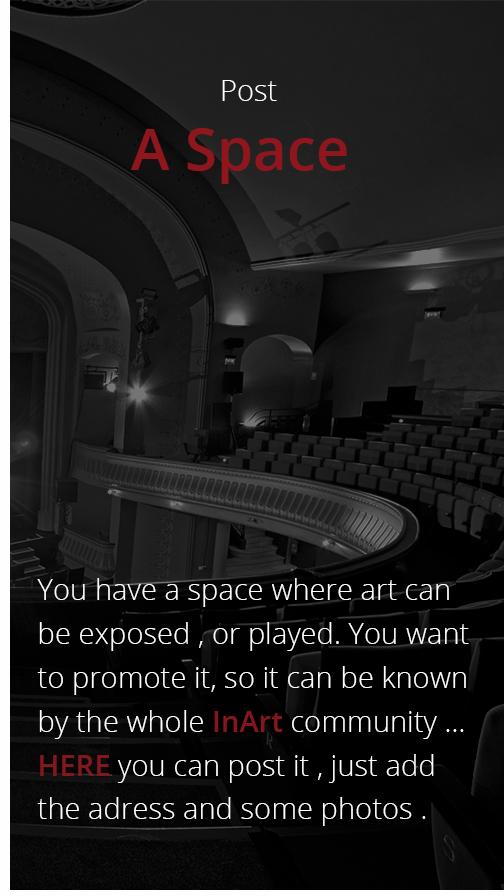 Post
A Space
You have a space where art can
be exposed , or played. You want
to promote it, so it can be known
by the whole InArt community ...
HERE you can post it , just add
the adress and some photos .